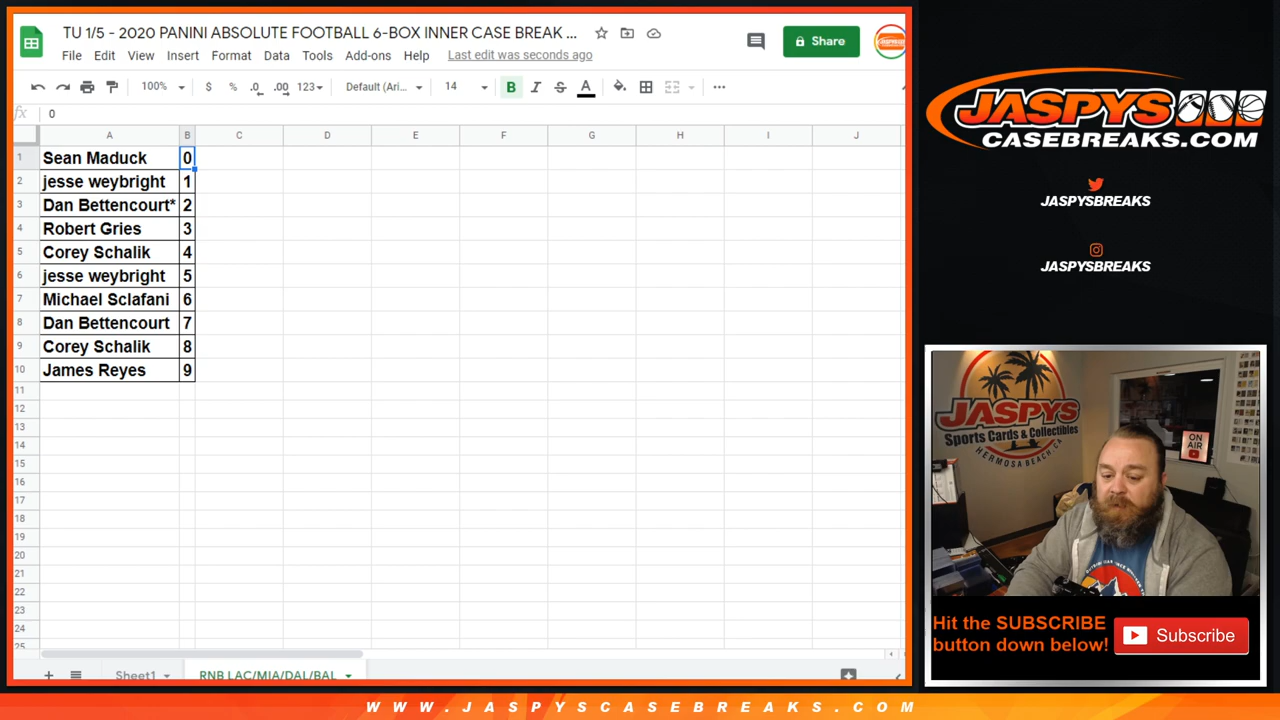 TU 1/5 - 2020 PANINI ABSOLUTE FOOTBALL 6-BOX INNER CASE BREAK ...
File Edit View Insert Format Data Tools Add-ons Help Last edit was seconds ago
Share
100% $ % .0 .00 123 Default (Ari... 14 B I S A ...
fx 0
A B C D E F G H I J
1 Sean Maduck 0
2 jesse weybright 1
3 Dan Bettencourt* 2
4 Robert Gries 3
5 Corey Schalik 4
6 jesse weybright 5
7 Michael Sclafani 6
8 Dan Bettencourt 7
9 Corey Schalik 8
10 James Reyes 9
11
12
13
14
15
16
17
18
19
20
21
22
23
24
25
+ Sheet1 RNB LAC/MIA/DAL/BAL
JASPYS
CASEBREAKS.COM
JASPYSBREAKS
JASPYSBREAKS
JASPYS
Sports Cards & Collectibles
HERMOSA BEACH, CA
ON
AIR
Hit the SUBSCRIBE
button down below!
Subscribe
WWW.JASPYSCASEBREAKS.COM